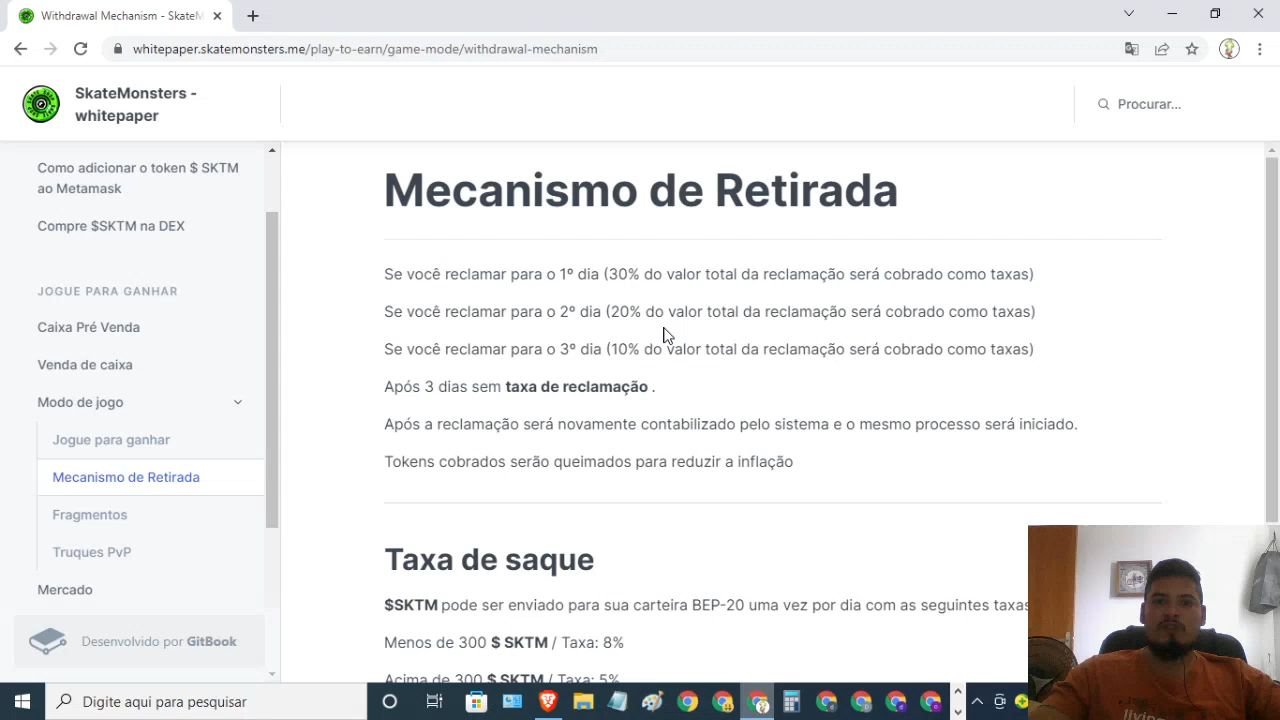 Withdrawal Mechanism - SkateM
whitepaper.skatemonsters.me/play-to-earn/game-mode/withdrawal-mechanism
SkateMonsters -
whitepaper
Procurar...
Como adicionar o token $ SKTM
ao Metamask
Compre $SKTM na DEX
JOGUE PARA GANHAR
Caixa Pré Venda
Venda de caixa
Modo de jogo
Jogue para ganhar
Mecanismo de Retirada
Fragmentos
Truques PvP
Mercado
Desenvolvido por GitBook
Mecanismo de Retirada
Se você reclamar para o 1º dia (30% do valor total da reclamação será cobrado como taxas)
Se você reclamar para o 2º dia (20% do valor total da reclamação será cobrado como taxas)
Se você reclamar para o 3º dia (10% do valor total da reclamação será cobrado como taxas)
Após 3 dias sem taxa de reclamação .
Após a reclamação será novamente contabilizado pelo sistema e o mesmo processo será iniciado.
Tokens cobrados serão queimados para reduzir a inflação
Taxa de saque
$SKTM pode ser enviado para sua carteira BEP-20 uma vez por dia com as seguintes taxas
Menos de 300 $ SKTM / Taxa: 8%
Acima de 300 $ SKTM / Taxa: 5%
Digite aqui para pesquisar